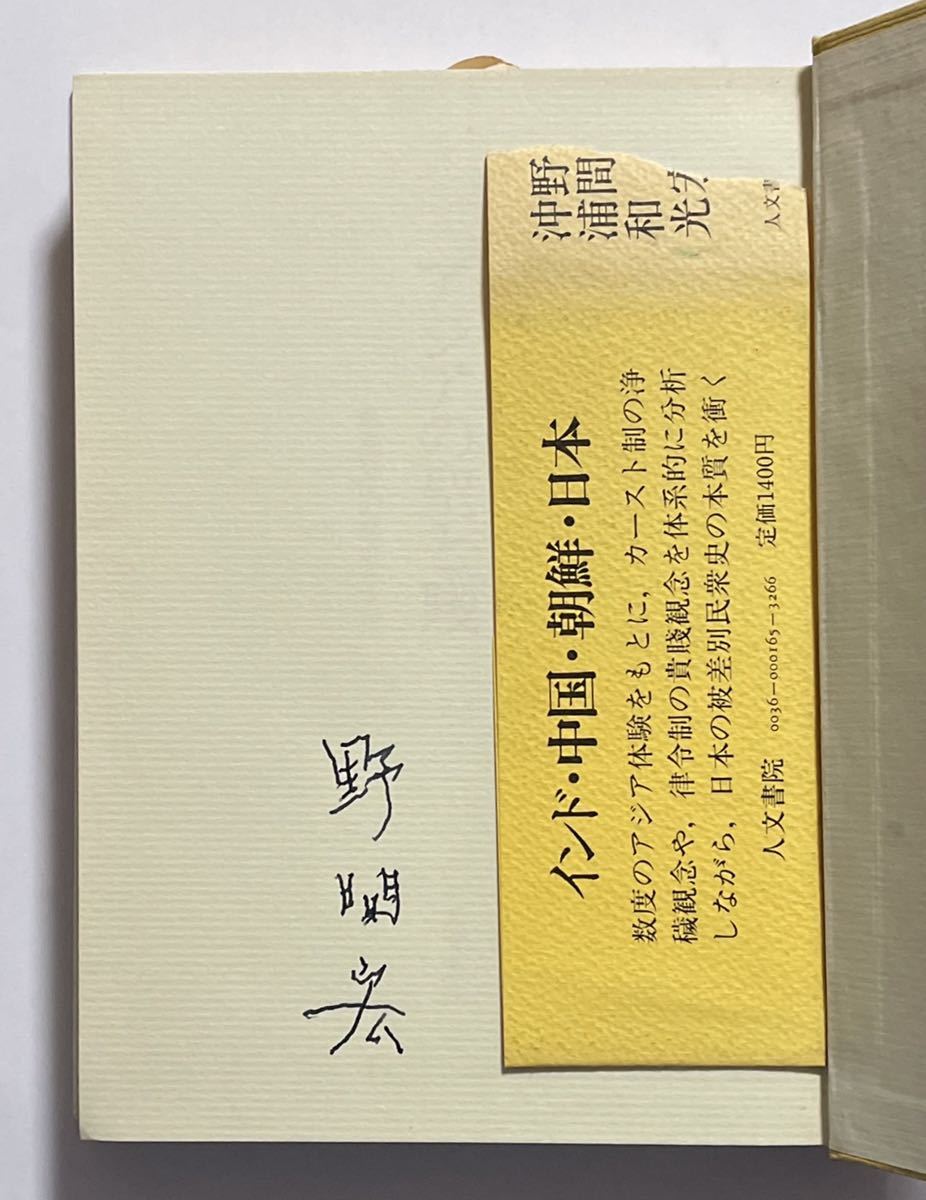 野間宏
野間
沖浦和光
人文書
インド・中国・朝鮮・日本
数度のアジア体験をもとに，カースト制の浄
穢観念や，律令制の貴賤観念を体系的に分析
しながら，日本の被差別民衆史の本質を衝く
人文書院 0036-000165-3266 定価1400円